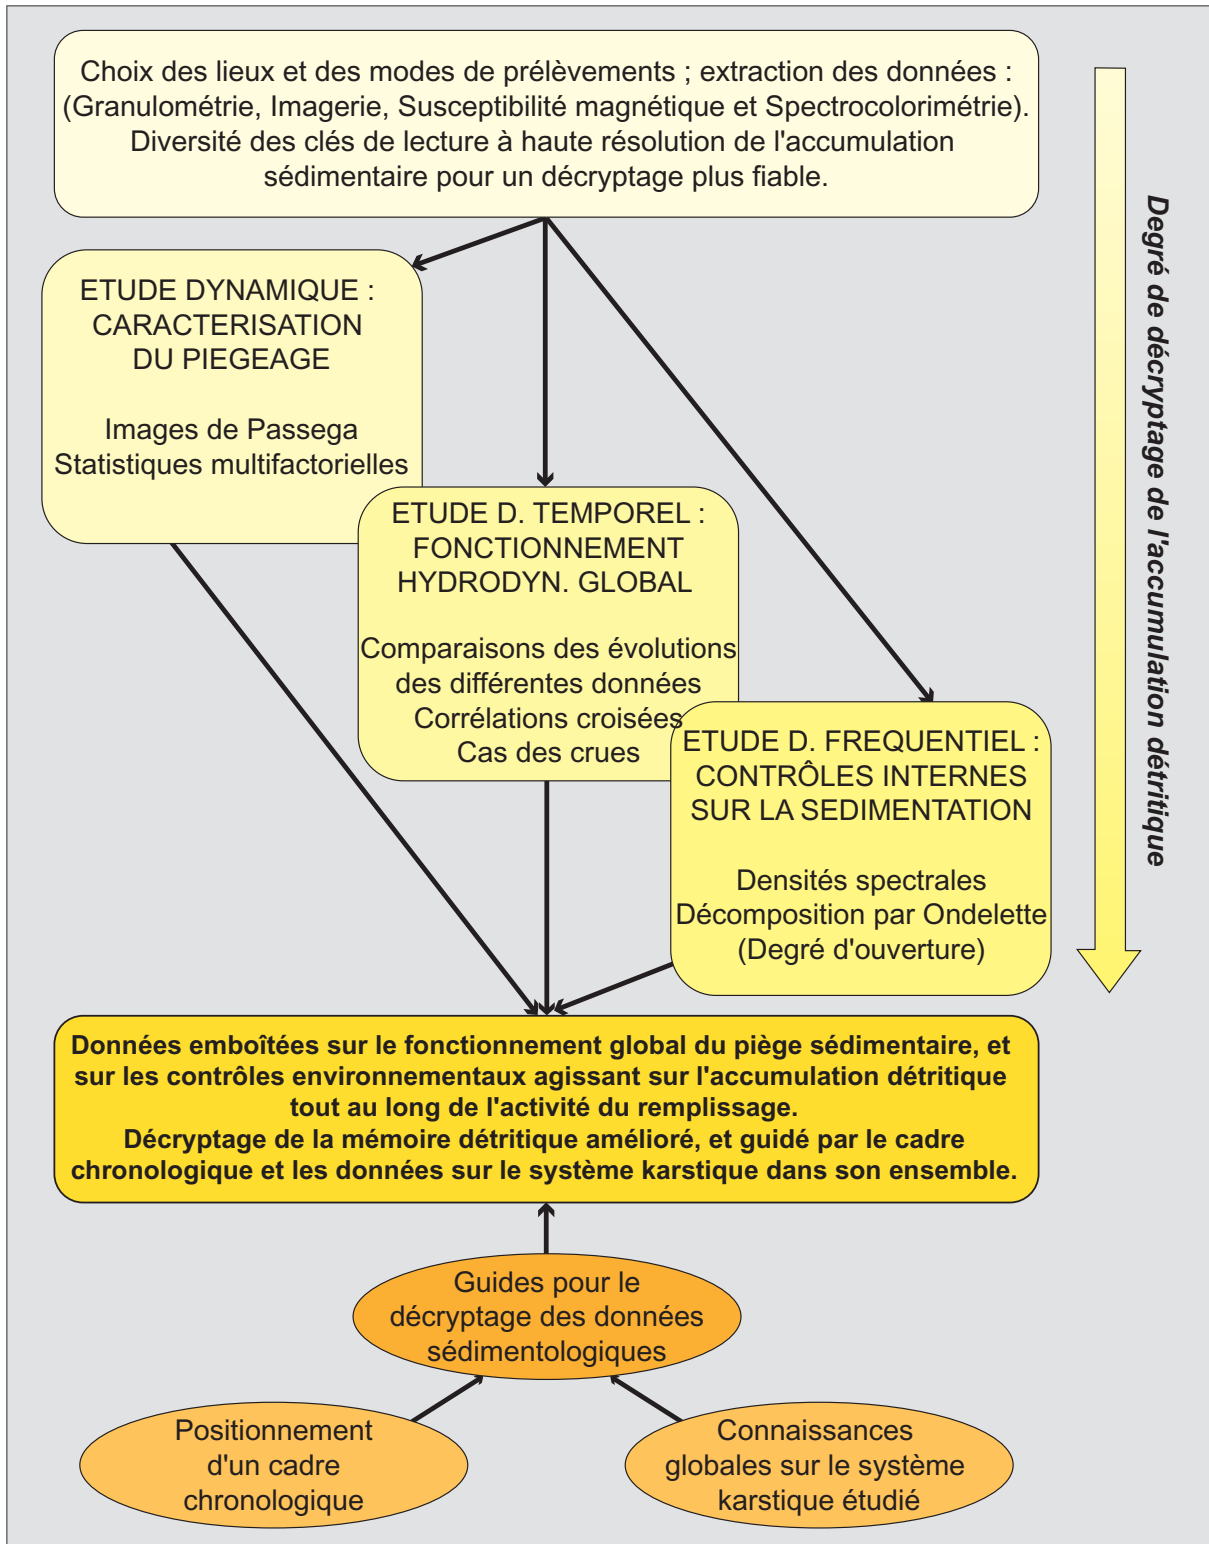 Choix des lieux et des modes de prélèvements ; extraction des données :
(Granulométrie, Imagerie, Susceptibilité magnétique et Spectrocolorimétrie).
Diversité des clés de lecture à haute résolution de l'accumulation
sédimentaire pour un décryptage plus fiable.
Degré de décryptage de l'accumulation détritique
ETUDE DYNAMIQUE :
CARACTERISATION
DU PIEGEAGE
Images de Passega
Statistiques multifactorielles
ETUDE D. TEMPOREL :
FONCTIONNEMENT
HYDRODYN. GLOBAL
Comparaisons des évolutions
des différentes données
Corrélations croisées
Cas des crues
ETUDE D. FREQUENTIEL :
CONTRÔLES INTERNES
SUR LA SEDIMENTATION
Densités spectrales
Décomposition par Ondelette
(Degré d'ouverture)
Données emboîtées sur le fonctionnement global du piège sédimentaire, et
sur les contrôles environnementaux agissant sur l'accumulation détritique
tout au long de l'activité du remplissage.
Décryptage de la mémoire détritique amélioré, et guidé par le cadre
chronologique et les données sur le système karstique dans son ensemble.
Guides pour le
décryptage des données
sédimentologiques
Positionnement
d'un cadre
chronologique
Connaissances
globales sur le système
karstique étudié